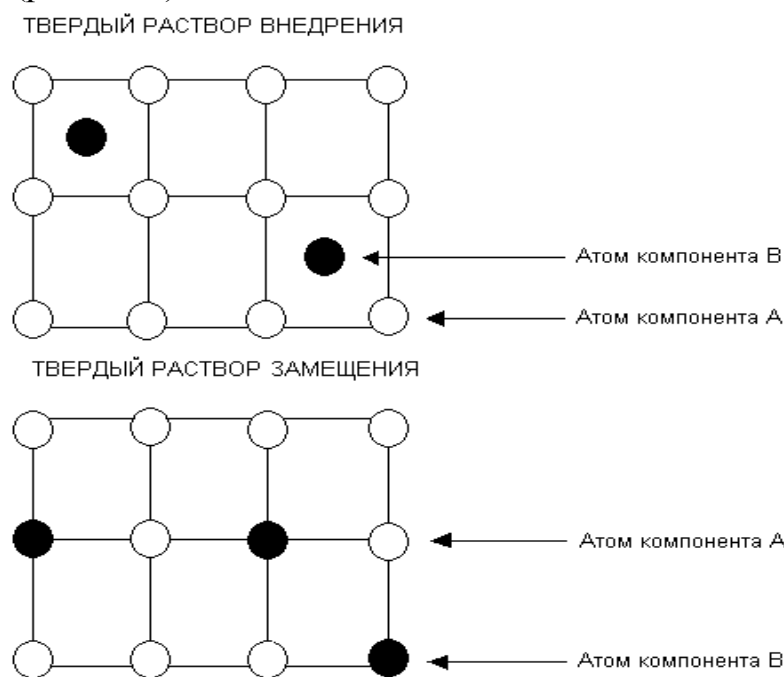 ТВЕРДЫЙ РАСТВОР ВНЕДРЕНИЯ
Атом компонента В
Атом компонента А
ТВЕРДЫЙ РАСТВОР ЗАМЕЩЕНИЯ
Атом компонента А
Атом компонента В